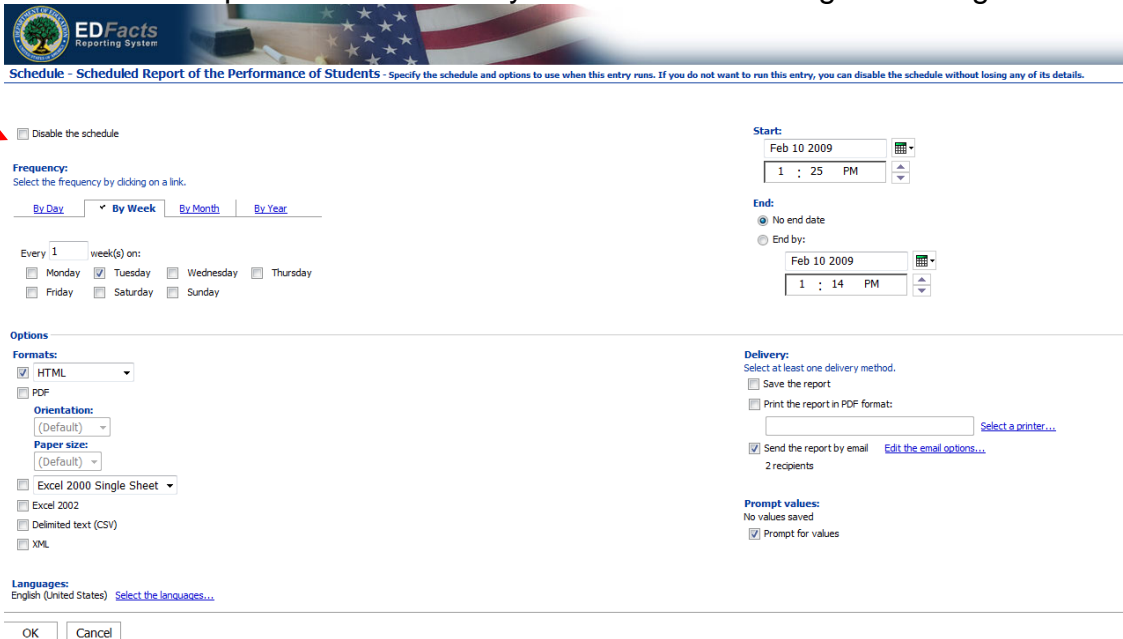 EDFacts
Reporting System
Schedule - Scheduled Report of the Performance of Students - Specify the schedule and options to use when this entry runs. If you do not want to run this entry, you can disable the schedule without losing any of its details.
Disable the schedule
Frequency:
Select the frequency by clicking on a link.
By Day By Week By Month By Year
Every 1 week(s) on:
Monday Tuesday Wednesday Thursday
Friday Saturday Sunday
Start:
Feb 10 2009
1 : 25 PM
End:
No end date
End by:
Feb 10 2009
1 : 14 PM
Options
Formats:
HTML
PDF
Orientation:
(Default)
Paper size:
(Default)
Excel 2000 Single Sheet
Excel 2002
Delimited text (CSV)
XML
Delivery:
Select at least one delivery method.
Save the report
Print the report in PDF format:
Select a printer...
Send the report by email Edit the email options...
2 recipients
Prompt values:
No values saved
Prompt for values
Languages:
English (United States) Select the languages...
OK Cancel